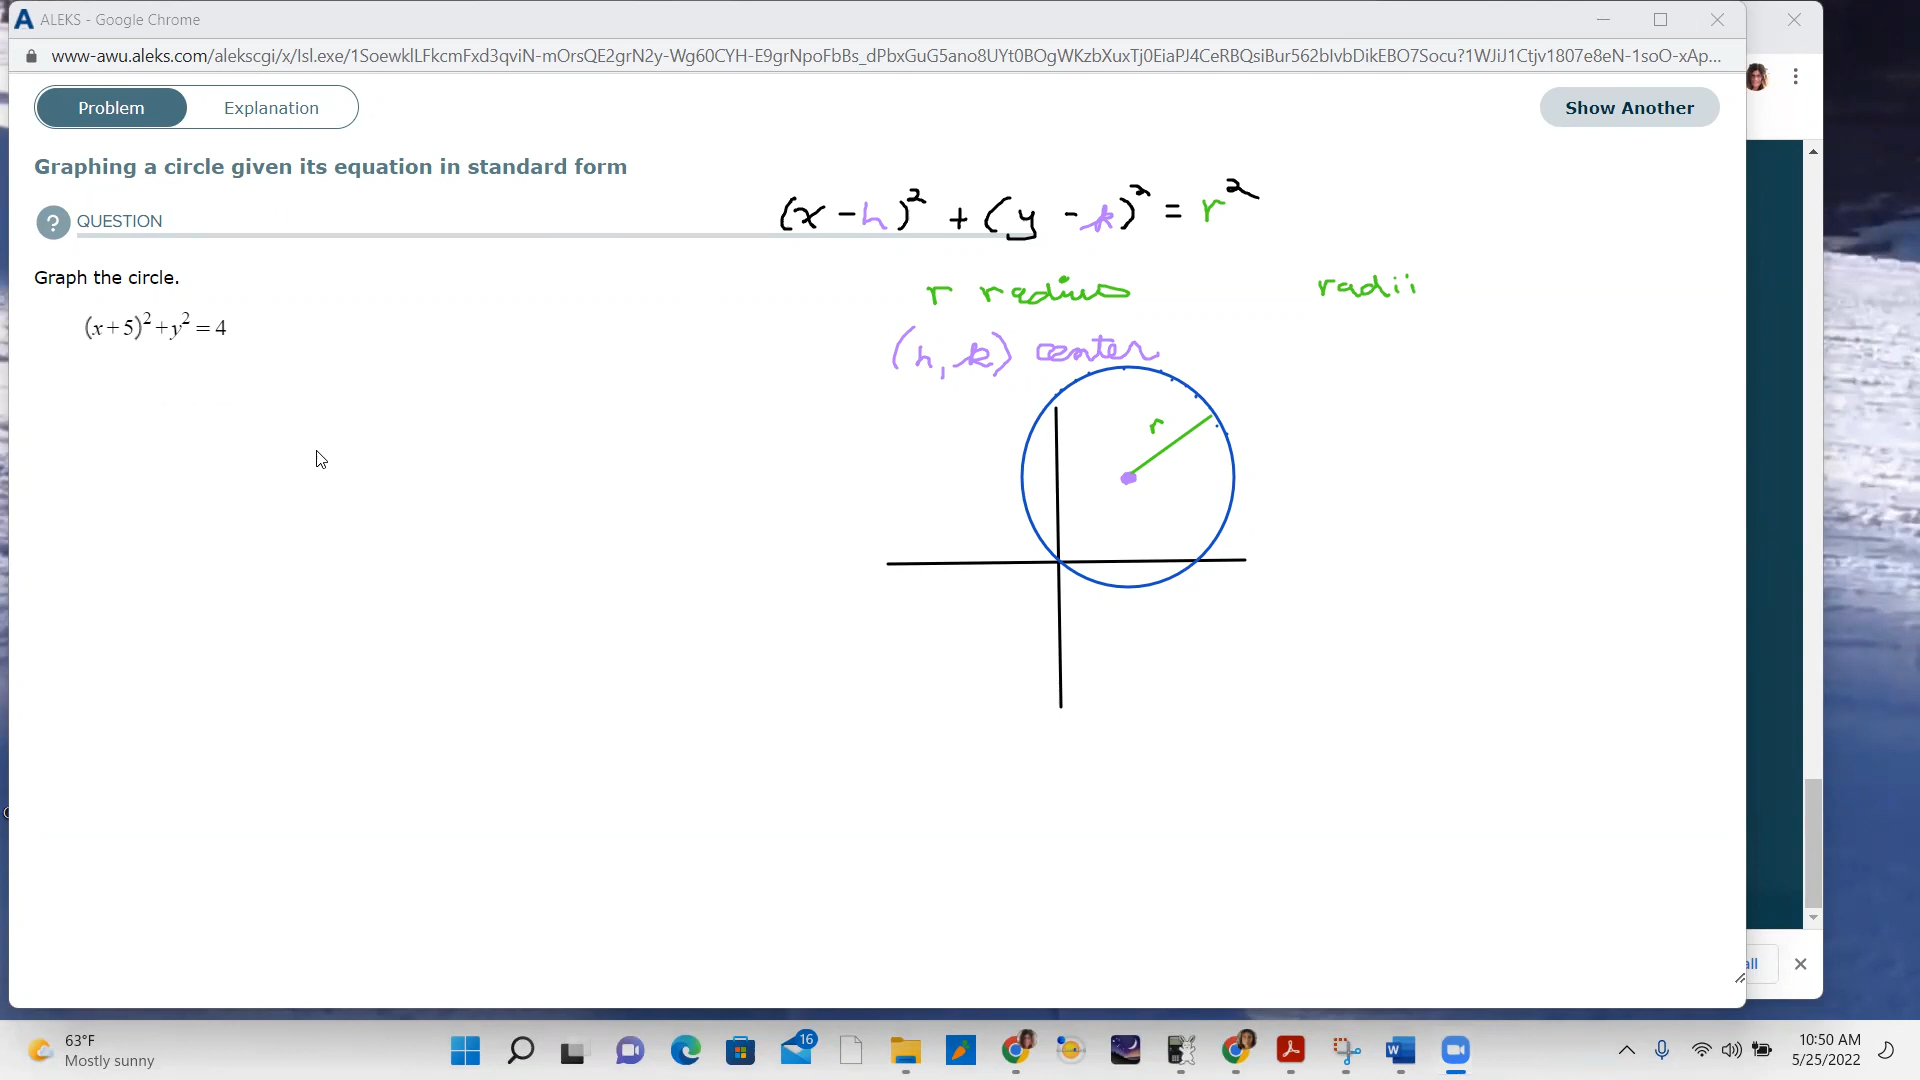 ALEKS - Google Chrome
www-awu.aleks.com/alekscgi/x/Isl.exe/1SoewklLFkcmFxd3qviN-mOrsQE2grN2y-Wg60CYH-E9grNpoFbBs_dPbxGuG5ano8UYt0BOgWKzbXuxTj0EiaPJ4CeRBQsiBur562bIvbDikEBO7Socu?1WJiJ1Ctjv1807e8eN-1soO-xAp...
Problem
Explanation
Show Another
Graphing a circle given its equation in standard form
(x - h)² + (y - k)² = r²
? QUESTION
Graph the circle.
r radius
radii
(x+5)²+y²=4
(h, k) center
r
all
63°F
Mostly sunny
16
10:50 AM
5/25/2022